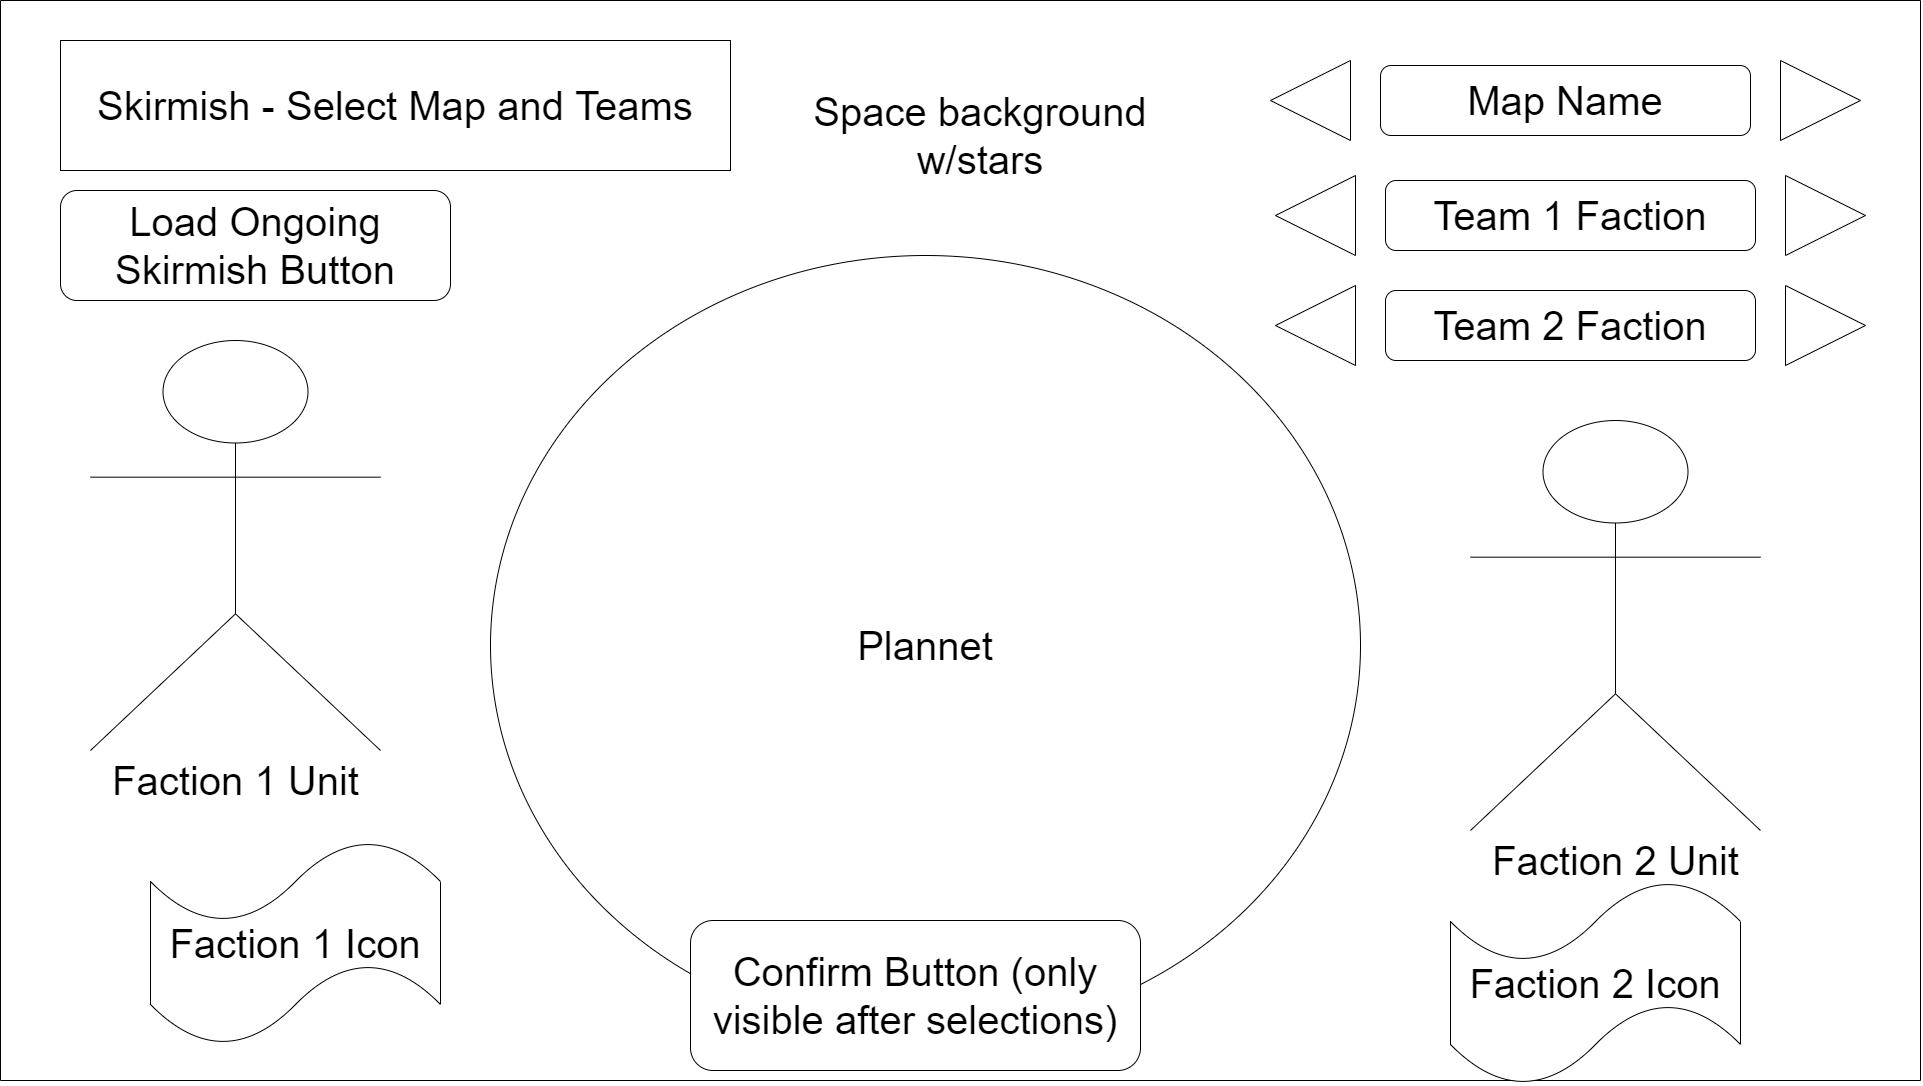 Skirmish - Select Map and Teams
Space background
w/stars
Map Name
Load Ongoing
Skirmish Button
Team 1 Faction
Team 2 Faction
Plannet
Faction 1 Unit
Faction 2 Unit
Faction 1 Icon
Faction 2 Icon
Confirm Button (only
visible after selections)